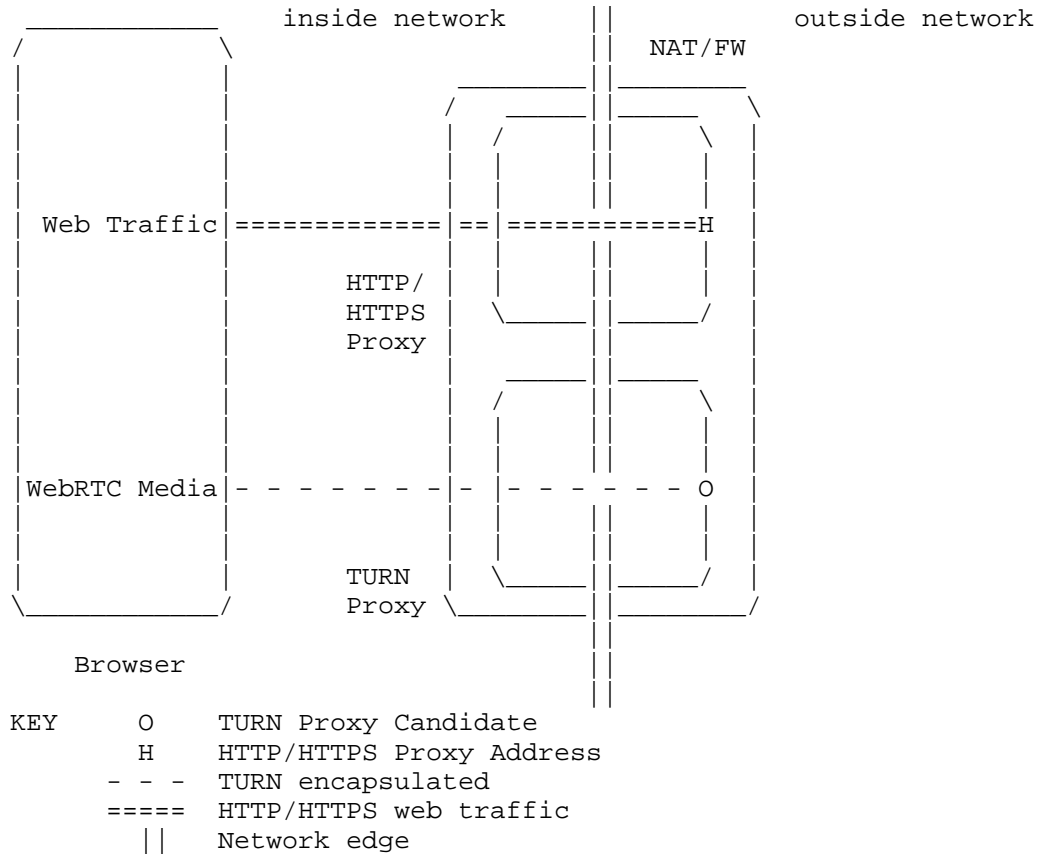 inside network || outside network
NAT/FW
Web Traffic|=============|==|============H
HTTP/
HTTPS
Proxy
WebRTC Media|- - - - - - - - |- - - - - - O
TURN
Proxy
Browser
KEY O TURN Proxy Candidate
H HTTP/HTTPS Proxy Address
- - - TURN encapsulated
===== HTTP/HTTPS web traffic
|| Network edge